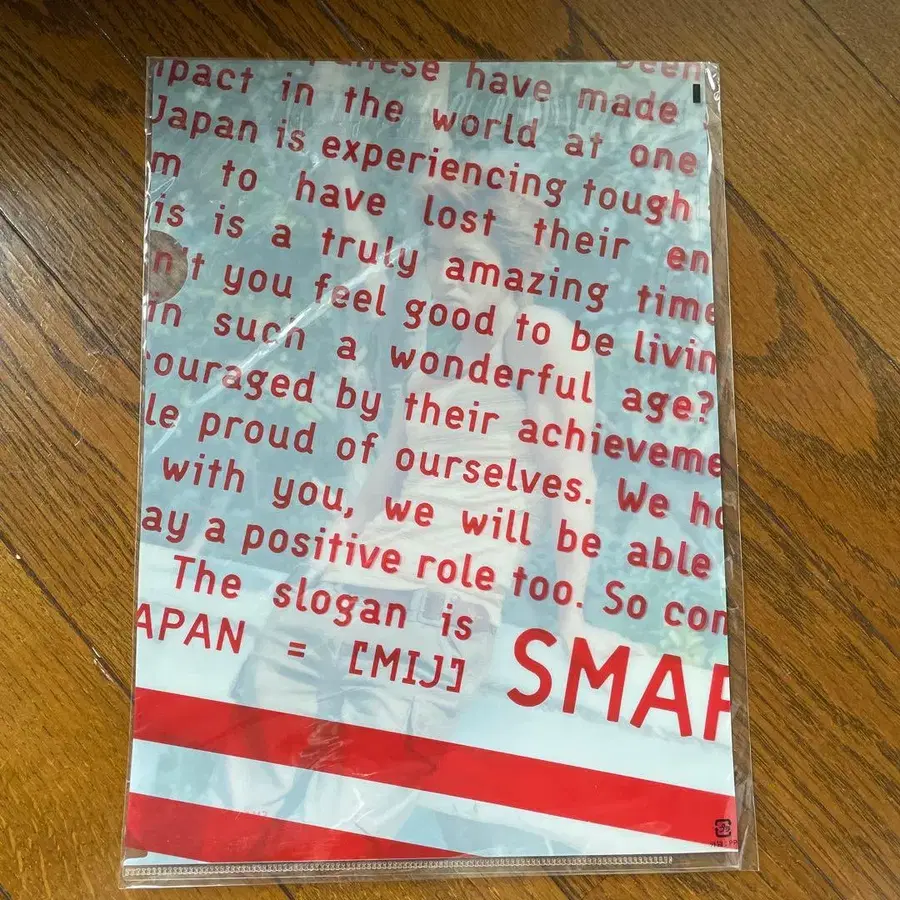 have been
pact in the world at one
Japan is experiencing tough
m to have lost their en
is is a truly amazing time
n't you feel good to be livin
in such a wonderful age?
ouraged by their achieveme
le proud of ourselves. We ho
with you, we will be able
ay a positive role too. So con
The slogan is
APAN = [MIJ] SMAP